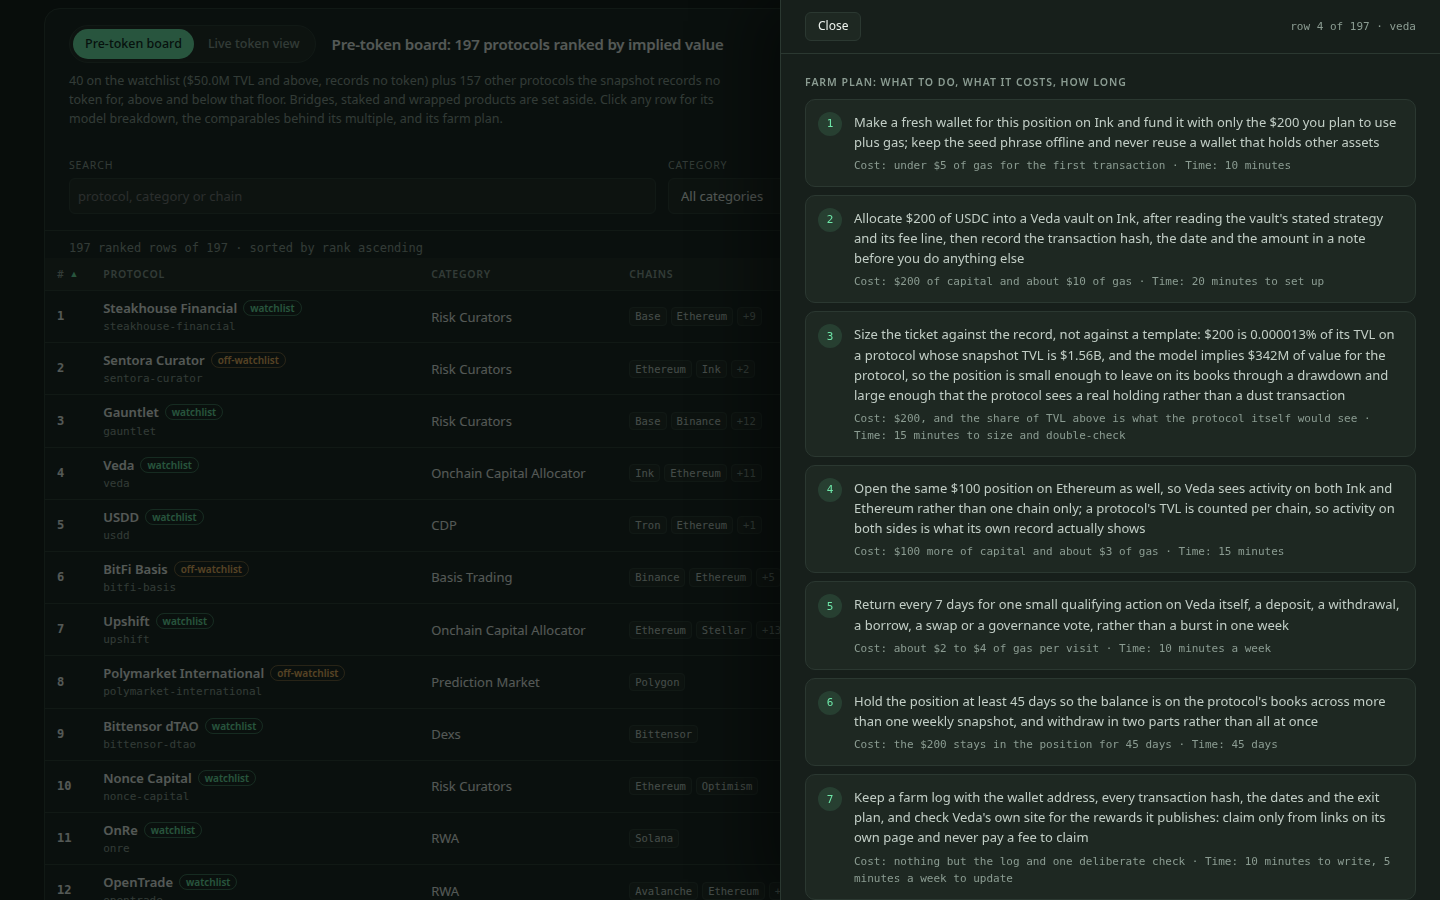 Pre-token board
Live token view
Pre-token board: 197 protocols ranked by implied value
40 on the watchlist ($50.0M TVL and above, records no token) plus 157 other protocols the snapshot records no
token for, above and below that floor. Bridges, staked and wrapped products are set aside. Click any row for its
model breakdown, the comparables behind its multiple, and its farm plan.
SEARCH
CATEGORY
protocol, category or chain
All categories
197 ranked rows of 197 · sorted by rank ascending
# ▲ PROTOCOL CATEGORY CHAINS
1 Steakhouse Financial watchlist Risk Curators Base Ethereum +9
steakhouse-financial
2 Sentora Curator off-watchlist Risk Curators Ethereum Ink +2
sentora-curator
3 Gauntlet watchlist Risk Curators Base Binance +12
gauntlet
4 Veda watchlist Onchain Capital Allocator Ink Ethereum +11
veda
5 USDD watchlist CDP Tron Ethereum +1
usdd
6 BitFi Basis off-watchlist Basis Trading Binance Ethereum +5
bitfi-basis
7 Upshift watchlist Onchain Capital Allocator Ethereum Stellar +13
upshift
8 Polymarket International off-watchlist Prediction Market Polygon
polymarket-international
9 Bittensor dTAO watchlist Dexs Bittensor
bittensor-dtao
10 Nonce Capital watchlist Risk Curators Ethereum Optimism
nonce-capital
11 OnRe watchlist RWA Solana
onre
12 OpenTrade watchlist RWA Avalanche Ethereum
opentrade
Close
row 4 of 197 · veda
FARM PLAN: WHAT TO DO, WHAT IT COSTS, HOW LONG
1 Make a fresh wallet for this position on Ink and fund it with only the $200 you plan to use
plus gas; keep the seed phrase offline and never reuse a wallet that holds other assets
Cost: under $5 of gas for the first transaction · Time: 10 minutes
2 Allocate $200 of USDC into a Veda vault on Ink, after reading the vault's stated strategy
and its fee line, then record the transaction hash, the date and the amount in a note
before you do anything else
Cost: $200 of capital and about $10 of gas · Time: 20 minutes to set up
3 Size the ticket against the record, not against a template: $200 is 0.000013% of its TVL on
a protocol whose snapshot TVL is $1.56B, and the model implies $342M of value for the
protocol, so the position is small enough to leave on its books through a drawdown and
large enough that the protocol sees a real holding rather than a dust transaction
Cost: $200, and the share of TVL above is what the protocol itself would see ·
Time: 15 minutes to size and double-check
4 Open the same $100 position on Ethereum as well, so Veda sees activity on both Ink and
Ethereum rather than one chain only; a protocol's TVL is counted per chain, so activity on
both sides is what its own record actually shows
Cost: $100 more of capital and about $3 of gas · Time: 15 minutes
5 Return every 7 days for one small qualifying action on Veda itself, a deposit, a withdrawal,
a borrow, a swap or a governance vote, rather than a burst in one week
Cost: about $2 to $4 of gas per visit · Time: 10 minutes a week
6 Hold the position at least 45 days so the balance is on the protocol's books across more
than one weekly snapshot, and withdraw in two parts rather than all at once
Cost: the $200 stays in the position for 45 days · Time: 45 days
7 Keep a farm log with the wallet address, every transaction hash, the dates and the exit
plan, and check Veda's own site for the rewards it publishes: claim only from links on its
own page and never pay a fee to claim
Cost: nothing but the log and one deliberate check · Time: 10 minutes to write, 5
minutes a week to update